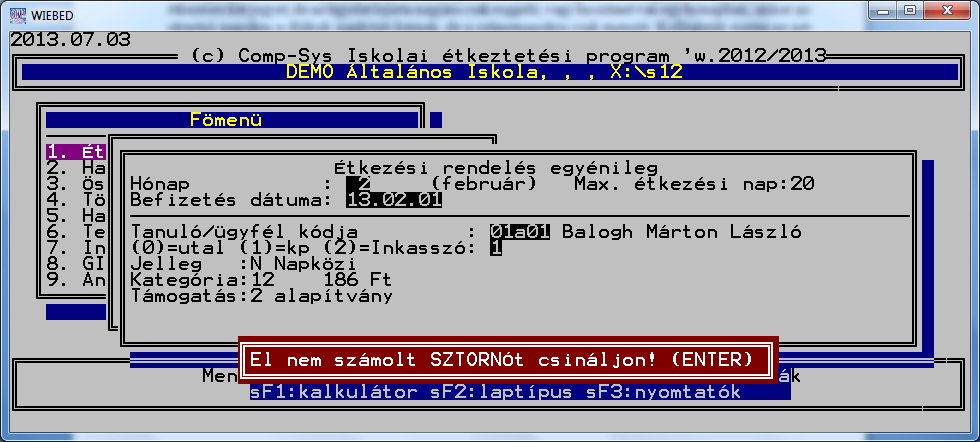 WIEBED
2013.07.03
(c) Comp-Sys Iskolai étkeztetési program 'w.2012/2013
DEMO Általános Iskola, , , X:\s12
Fömenü
1. Ét
2. Ha
3. Ös
4. Tö
5. Ha
6. Te
7. In
8. GI
9. An
Étkezési rendelés egyénileg
Hónap : 2 (február) Max. étkezési nap:20
Befizetés dátuma: 13.02.01
Tanuló/ügyfél kódja : 01a01 Balogh Márton László
(0)=utal (1)=kp (2)=Inkasszó: 1
Jelleg :N Napközi
Kategória:12 186 Ft
Támogatás:2 alapítvány
El nem számolt SZTORNót csináljon! (ENTER)
Men
ák
sF1:kalkulátor sF2:laptípus sF3:nyomtatók